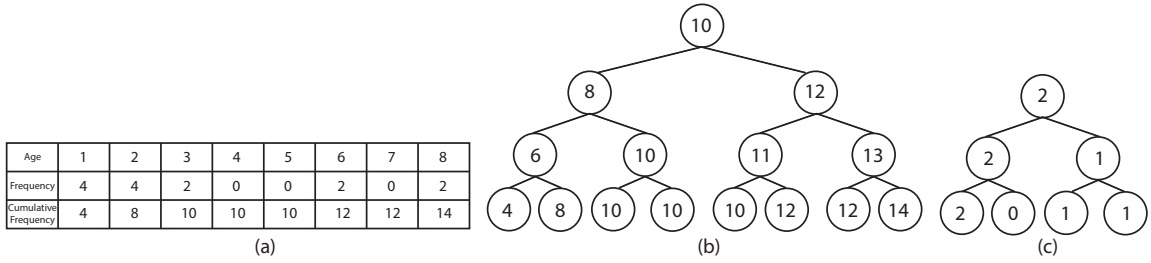 Age 1 2 3 4 5 6 7 8
Frequency 4 4 2 0 0 2 0 2
Cumulative Frequency 4 8 10 10 10 12 12 14
(a)
10
8 12
6 10 11 13
4 8 10 10 10 12 12 14
(b)
2
2 1
2 0 1 1
(c)